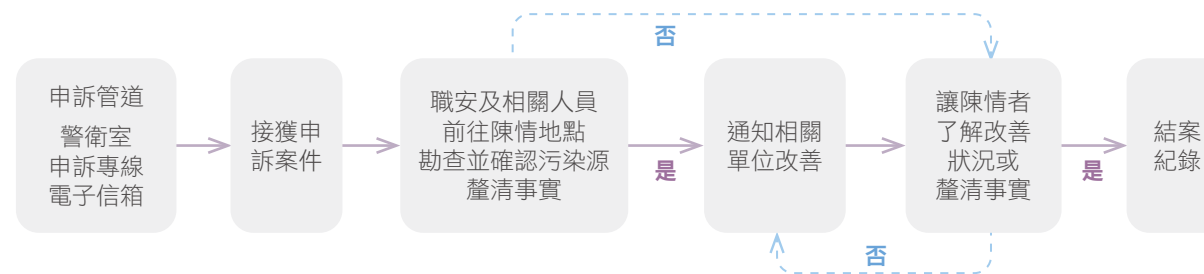 申訴管道
警衛室
申訴專線
電子信箱
接獲申
訴案件
職安及相關人員
前往陳情地點
勘查並確認污染源
釐清事實
否
是
通知相關
單位改善
讓陳情者
了解改善
狀況或
釐清事實
否
是
結案
紀錄